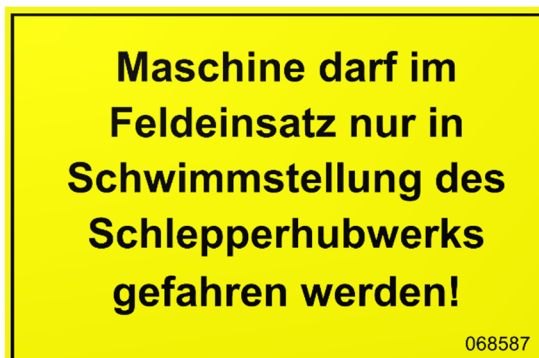 Maschine darf im
Feldeinsatz nur in
Schwimmstellung des
Schlepperhubwerks
gefahren werden!
068587